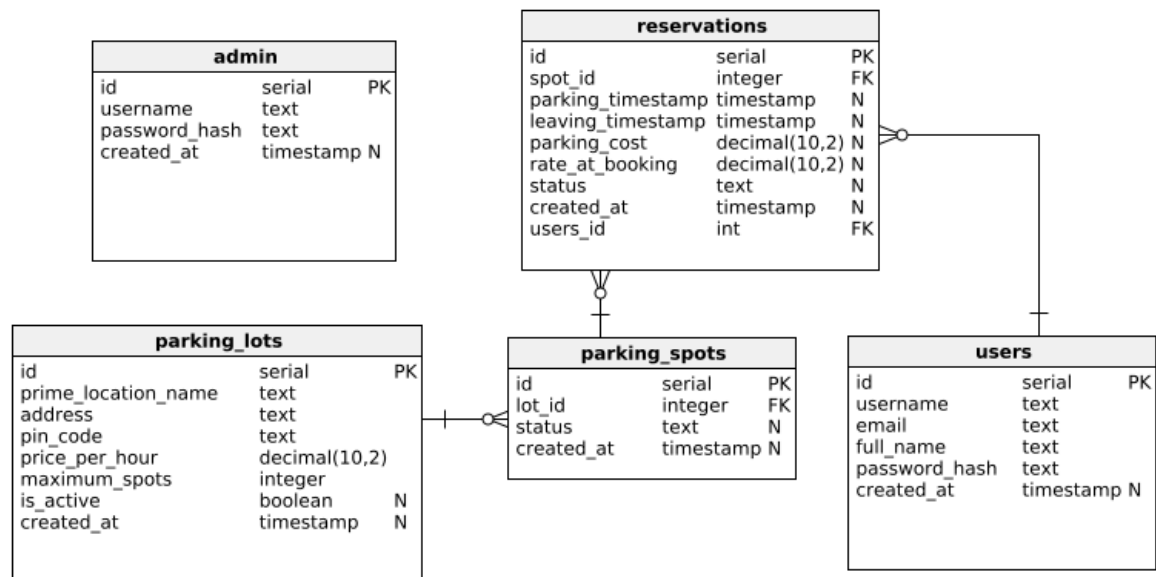 admin
id serial PK
username text
password_hash text
created_at timestamp N
reservations
id serial PK
spot_id integer FK
parking_timestamp timestamp N
leaving_timestamp timestamp N
parking_cost decimal(10,2) N
rate_at_booking decimal(10,2) N
status text N
created_at timestamp N
users_id int FK
parking_lots
id serial PK
prime_location_name text
address text
pin_code text
price_per_hour decimal(10,2)
maximum_spots integer
is_active boolean N
created_at timestamp N
parking_spots
id serial PK
lot_id integer FK
status text N
created_at timestamp N
users
id serial PK
username text
email text
full_name text
password_hash text
created_at timestamp N